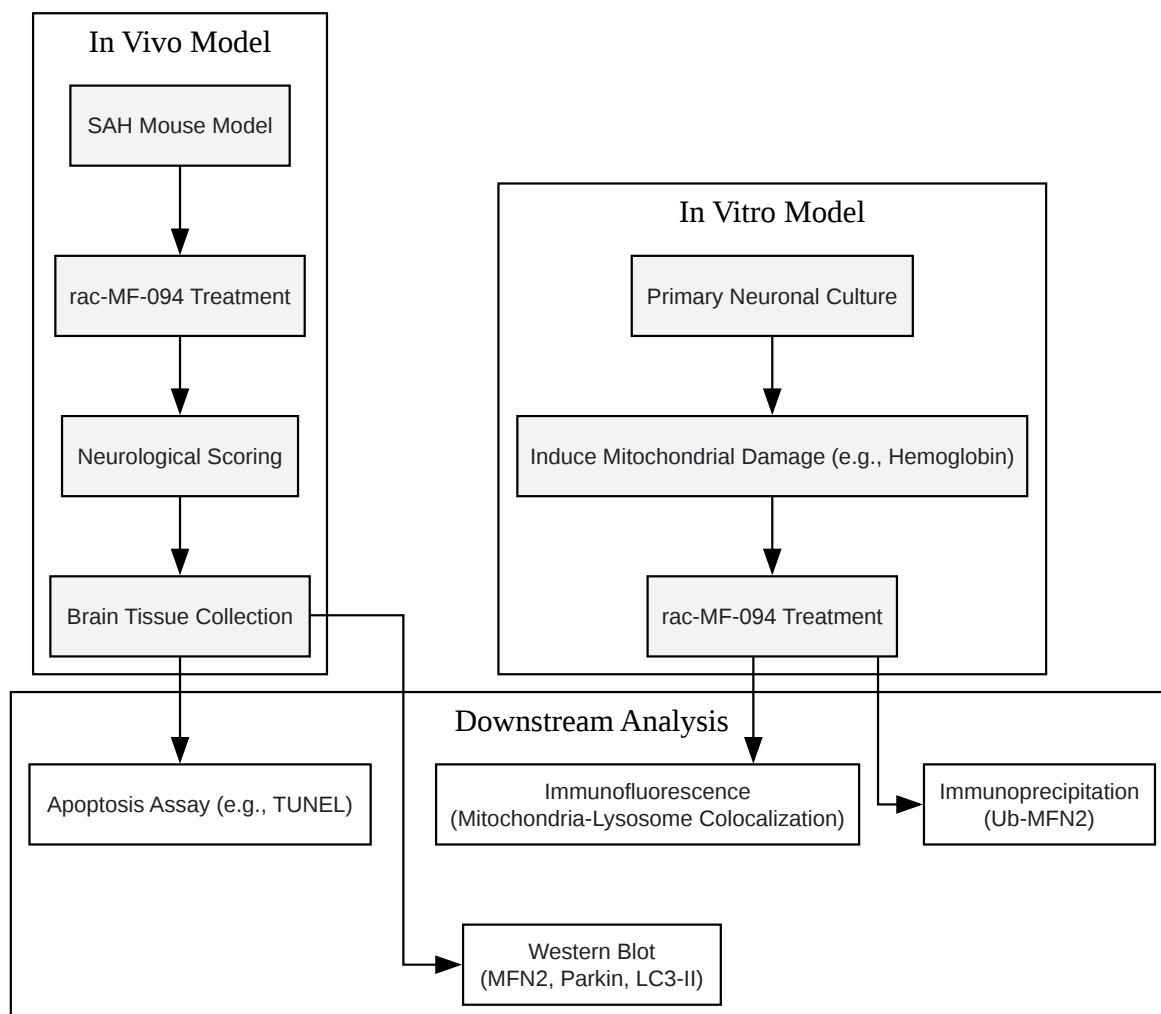 In Vivo Model
SAH Mouse Model
rac-MF-094 Treatment
Neurological Scoring
Brain Tissue Collection
In Vitro Model
Primary Neuronal Culture
Induce Mitochondrial Damage (e.g., Hemoglobin)
rac-MF-094 Treatment
Downstream Analysis
Apoptosis Assay (e.g., TUNEL)
Immunofluorescence
(Mitochondria-Lysosome Colocalization)
Immunoprecipitation
(Ub-MFN2)
Western Blot
(MFN2, Parkin, LC3-II)